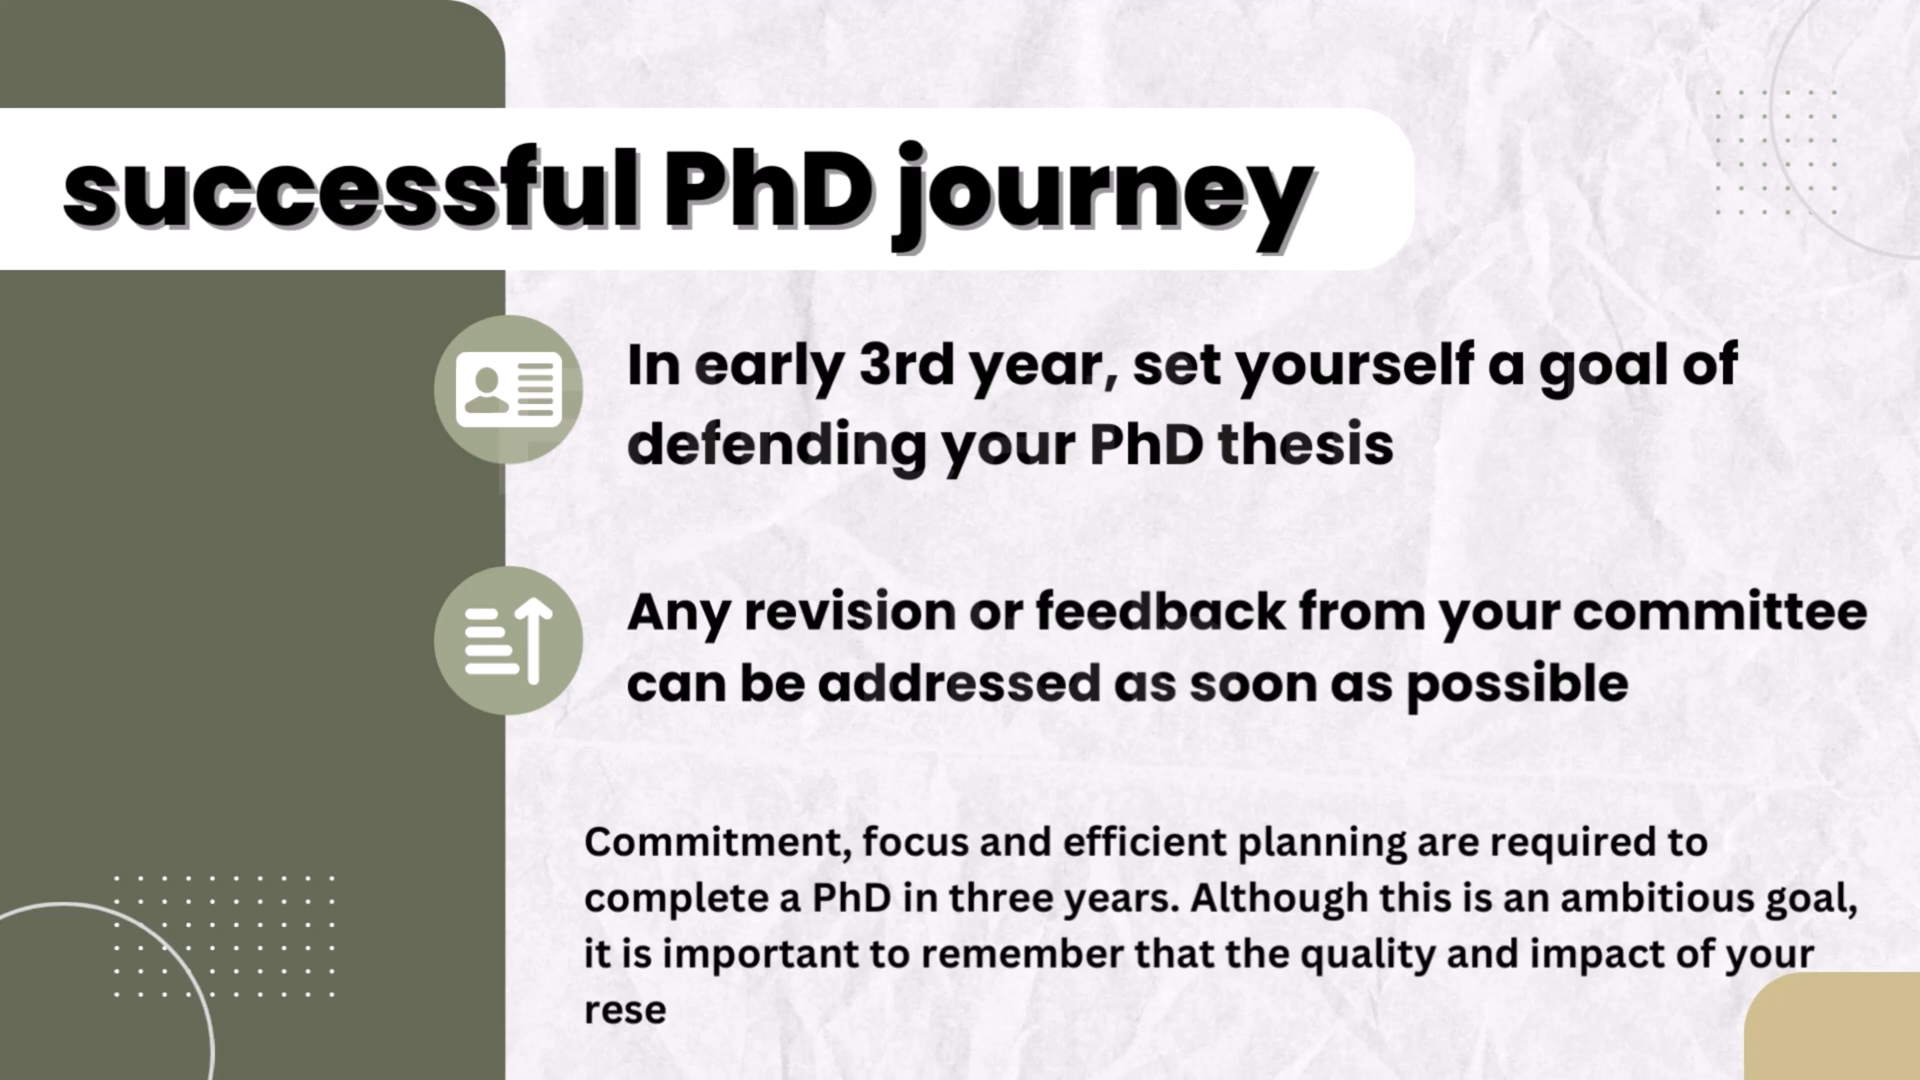 successful PhD journey
In early 3rd year, set yourself a goal of
defending your PhD thesis
Any revision or feedback from your committee
can be addressed as soon as possible
Commitment, focus and efficient planning are required to
complete a PhD in three years. Although this is an ambitious goal,
it is important to remember that the quality and impact of your
rese